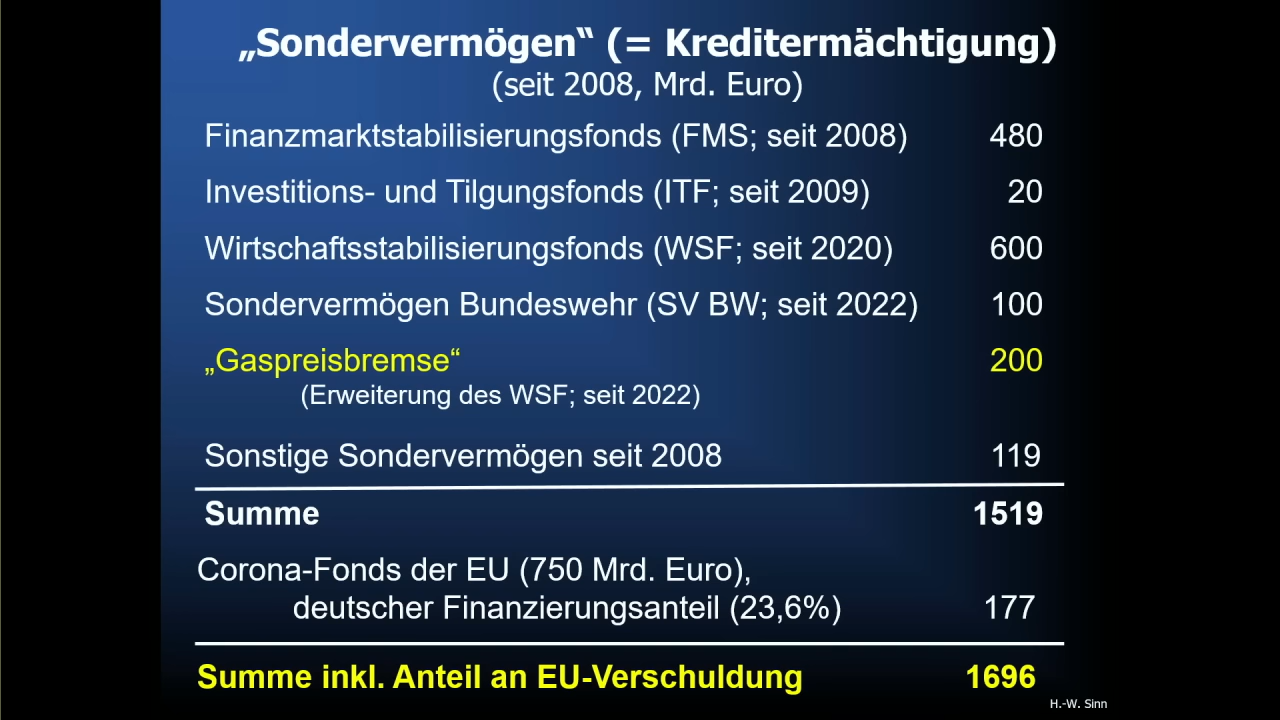 „Sondervermögen“ (= Kreditermächtigung)
(seit 2008, Mrd. Euro)
Finanzmarktstabilisierungsfonds (FMS; seit 2008) 480
Investitions- und Tilgungsfonds (ITF; seit 2009) 20
Wirtschaftsstabilisierungsfonds (WSF; seit 2020) 600
Sondervermögen Bundeswehr (SV BW; seit 2022) 100
„Gaspreisbremse“ 200
(Erweiterung des WSF; seit 2022)
Sonstige Sondervermögen seit 2008 119
Summe 1519
Corona-Fonds der EU (750 Mrd. Euro),
deutscher Finanzierungsanteil (23,6%) 177
Summe inkl. Anteil an EU-Verschuldung 1696
H.-W. Sinn